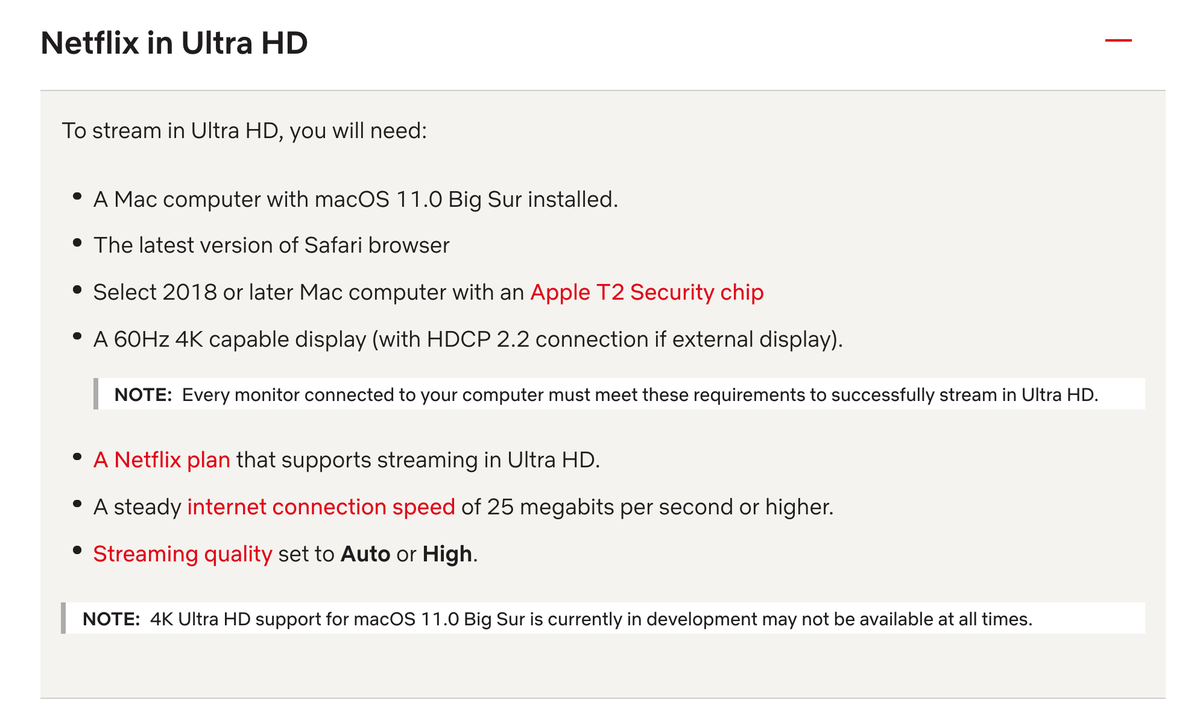 Netflix in Ultra HD
To stream in Ultra HD, you will need:
• A Mac computer with macOS 11.0 Big Sur installed.
• The latest version of Safari browser
• Select 2018 or later Mac computer with an Apple T2 Security chip
• A 60Hz 4K capable display (with HDCP 2.2 connection if external display).
NOTE: Every monitor connected to your computer must meet these requirements to successfully stream in Ultra HD.
• A Netflix plan that supports streaming in Ultra HD.
• A steady internet connection speed of 25 megabits per second or higher.
• Streaming quality set to Auto or High.
NOTE: 4K Ultra HD support for macOS 11.0 Big Sur is currently in development may not be available at all times.